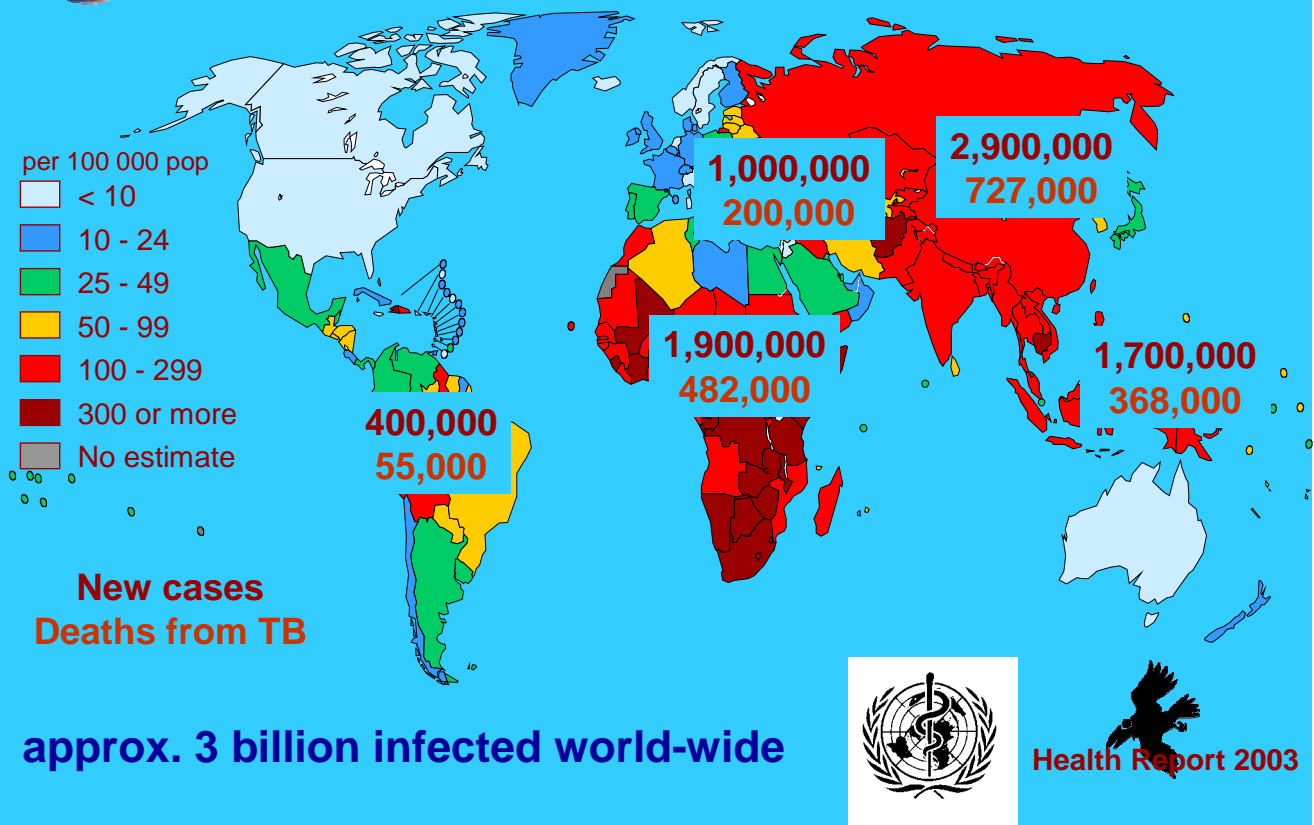 per 100 000 pop
< 10
10 - 24
25 - 49
50 - 99
100 - 299
300 or more
No estimate
1,000,000
200,000
2,900,000
727,000
1,900,000
482,000
1,700,000
368,000
400,000
55,000
New cases
Deaths from TB
approx. 3 billion infected world-wide
Health Report 2003